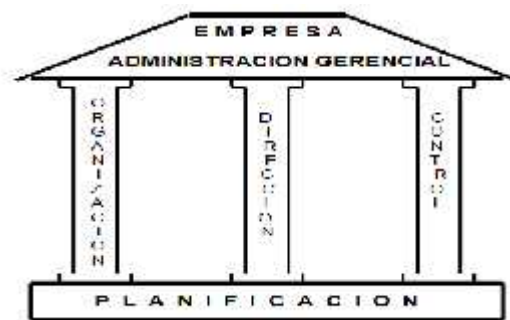 EMPRESA
ADMINISTRACION GERENCIAL
ORGANIZACION
DIRECCION
CONTROL
PLANIFICACION